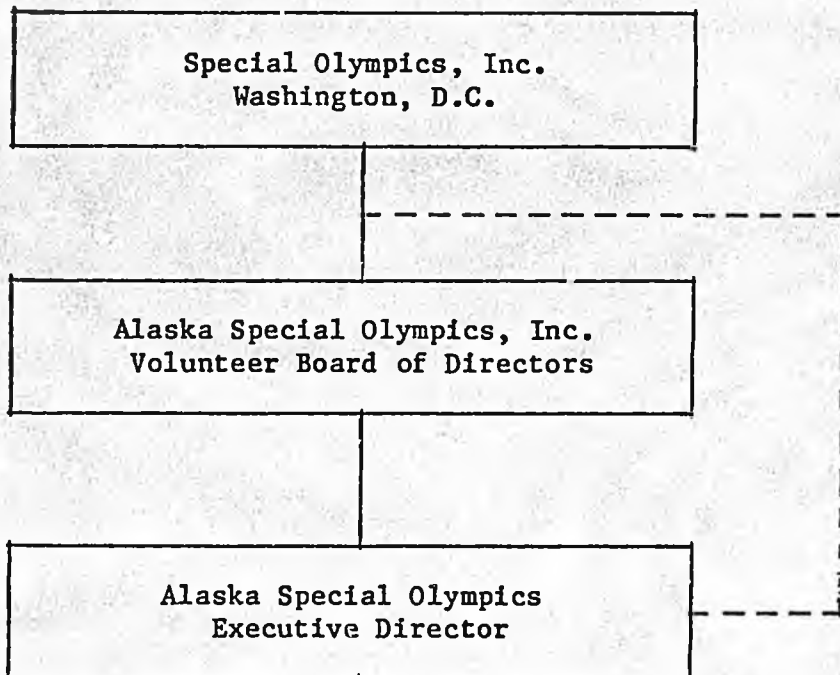 Special Olympics, Inc.
Washington, D.C.
Alaska Special Olympics, Inc.
Volunteer Board of Directors
Alaska Special Olympics
Executive Director